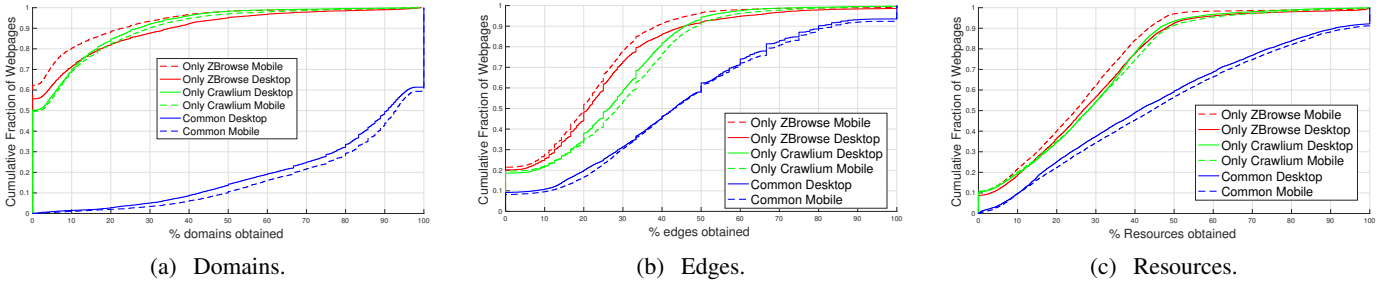 Cumulative Fraction of Webpages
1
0.9
0.8
0.7
0.6
0.5
0.4
0.3
0.2
0.1
0
0 10 20 30 40 50 60 70 80 90 100
% domains obtained
Only ZBrowse Mobile
Only ZBrowse Desktop
Only Crawlium Desktop
Only Crawlium Mobile
Common Desktop
Common Mobile
(a) Domains.
Cumulative Fraction of Webpages
1
0.9
0.8
0.7
0.6
0.5
0.4
0.3
0.2
0.1
0
0 10 20 30 40 50 60 70 80 90 100
% edges obtained
Only ZBrowse Mobile
Only ZBrowse Desktop
Only Crawlium Desktop
Only Crawlium Mobile
Common Desktop
Common Mobile
(b) Edges.
Cumulative Fraction of Webpages
1
0.9
0.8
0.7
0.6
0.5
0.4
0.3
0.2
0.1
0
0 10 20 30 40 50 60 70 80 90 100
% Resources obtained
Only ZBrowse Mobile
Only ZBrowse Desktop
Only Crawlium Desktop
Only Crawlium Mobile
Common Desktop
Common Mobile
(c) Resources.